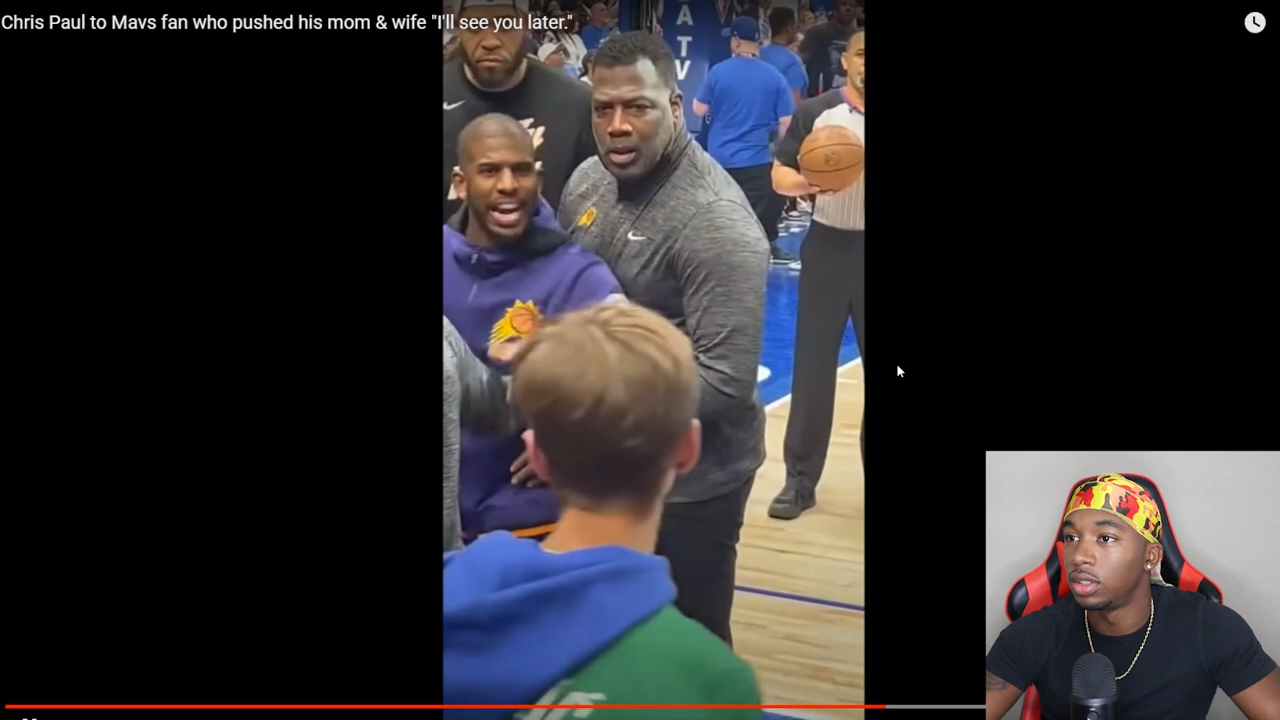 Chris Paul to Mavs fan who pushed his mom & wife "I'll see you later."
A
T
V